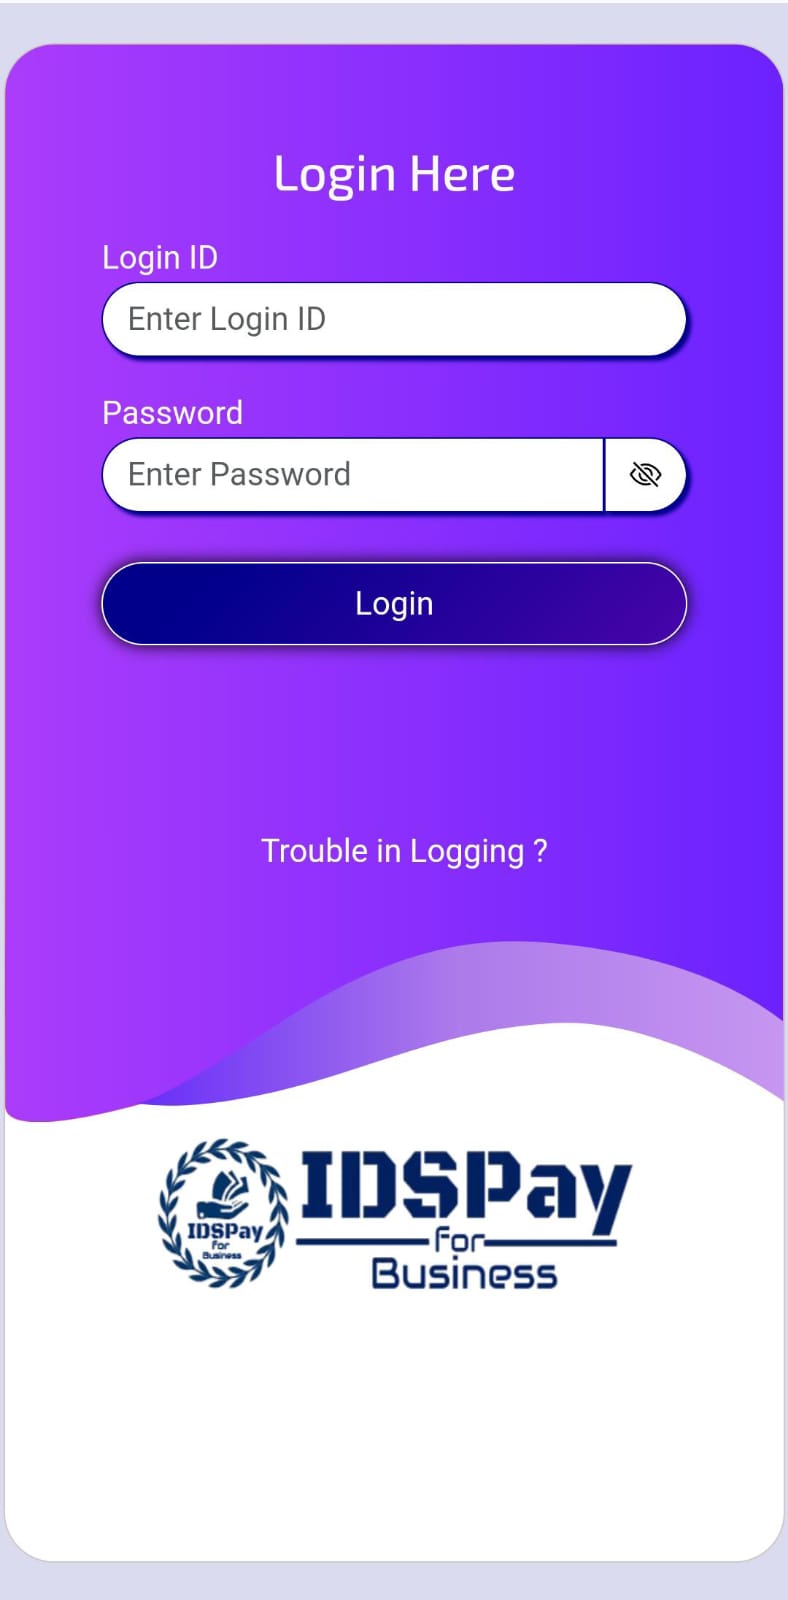 Login Here
Login ID
Enter Login ID
Password
Enter Password
Login
Trouble in Logging ?
IDSPay
for
Business
IDSPay
for
Business